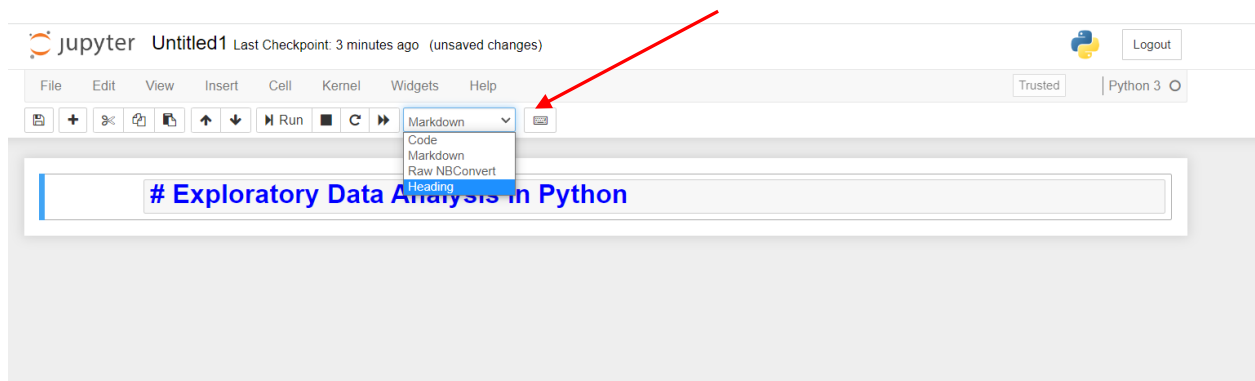 jupyter Untitled1 Last Checkpoint: 3 minutes ago (unsaved changes) Logout
File Edit View Insert Cell Kernel Widgets Help Trusted Python 3
Run Markdown
Code
Markdown
Raw NBConvert
Heading
# Exploratory Data Analysis in Python